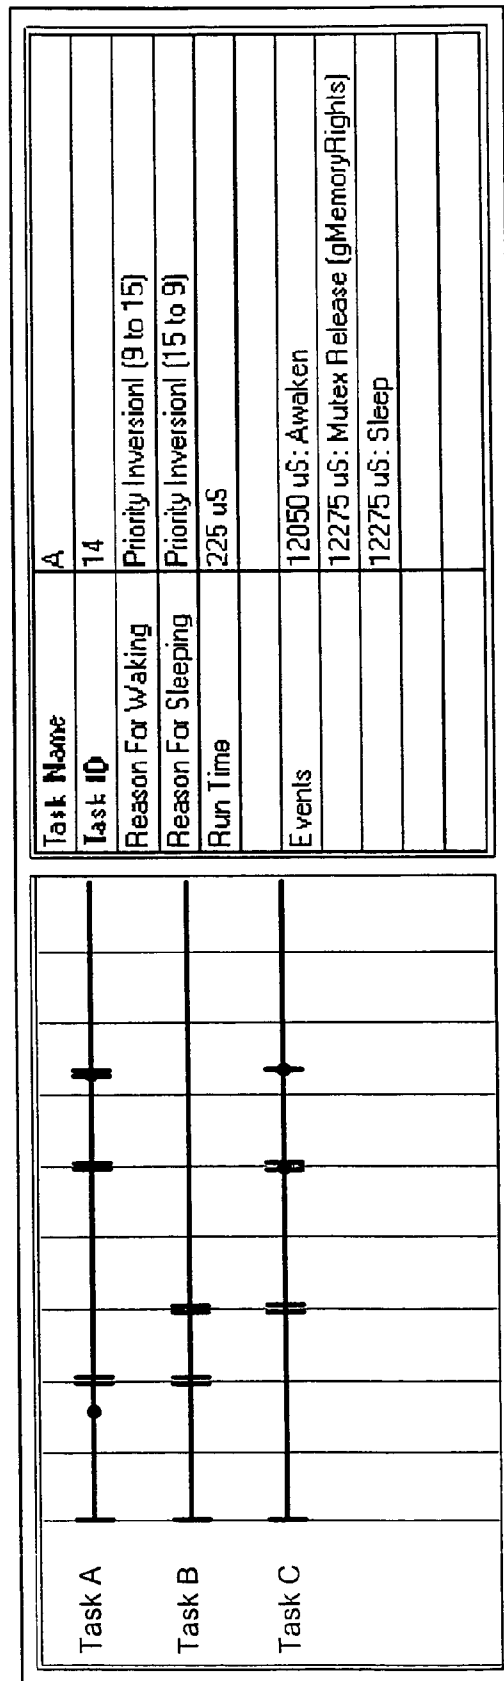 Task A
Task B
Task C
Task Name A
Task ID 14
Reason For Waking Priority Inversion! (9 to 15)
Reason For Sleeping Priority Inversion! (15 to 9)
Run Time 225 uS
Events 12050 uS: Awaken
12275 uS: Mutex Release (gMemoryRights)
12275 uS: Sleep